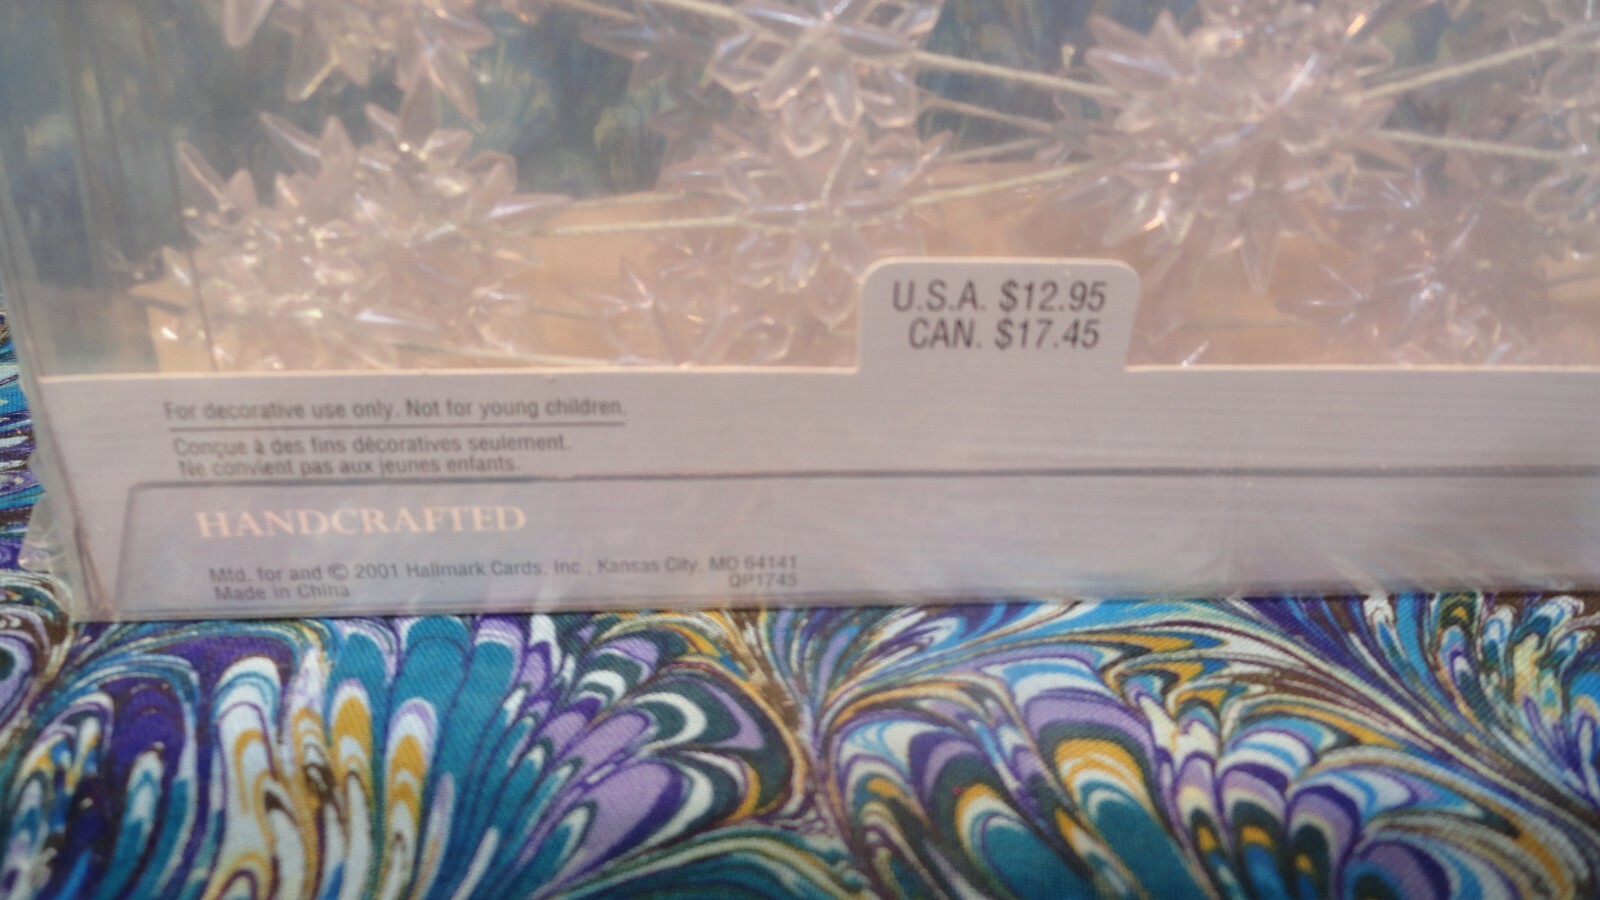 U.S.A. $12.95
CAN. $17.45
For decorative use only. Not for young children.
Conçue à des fins décoratives seulement.
Ne convient pas aux jeunes enfants.
HANDCRAFTED
Mfd. for and © 2001 Hallmark Cards, Inc., Kansas City, MO 64141
QP1745
Made in China